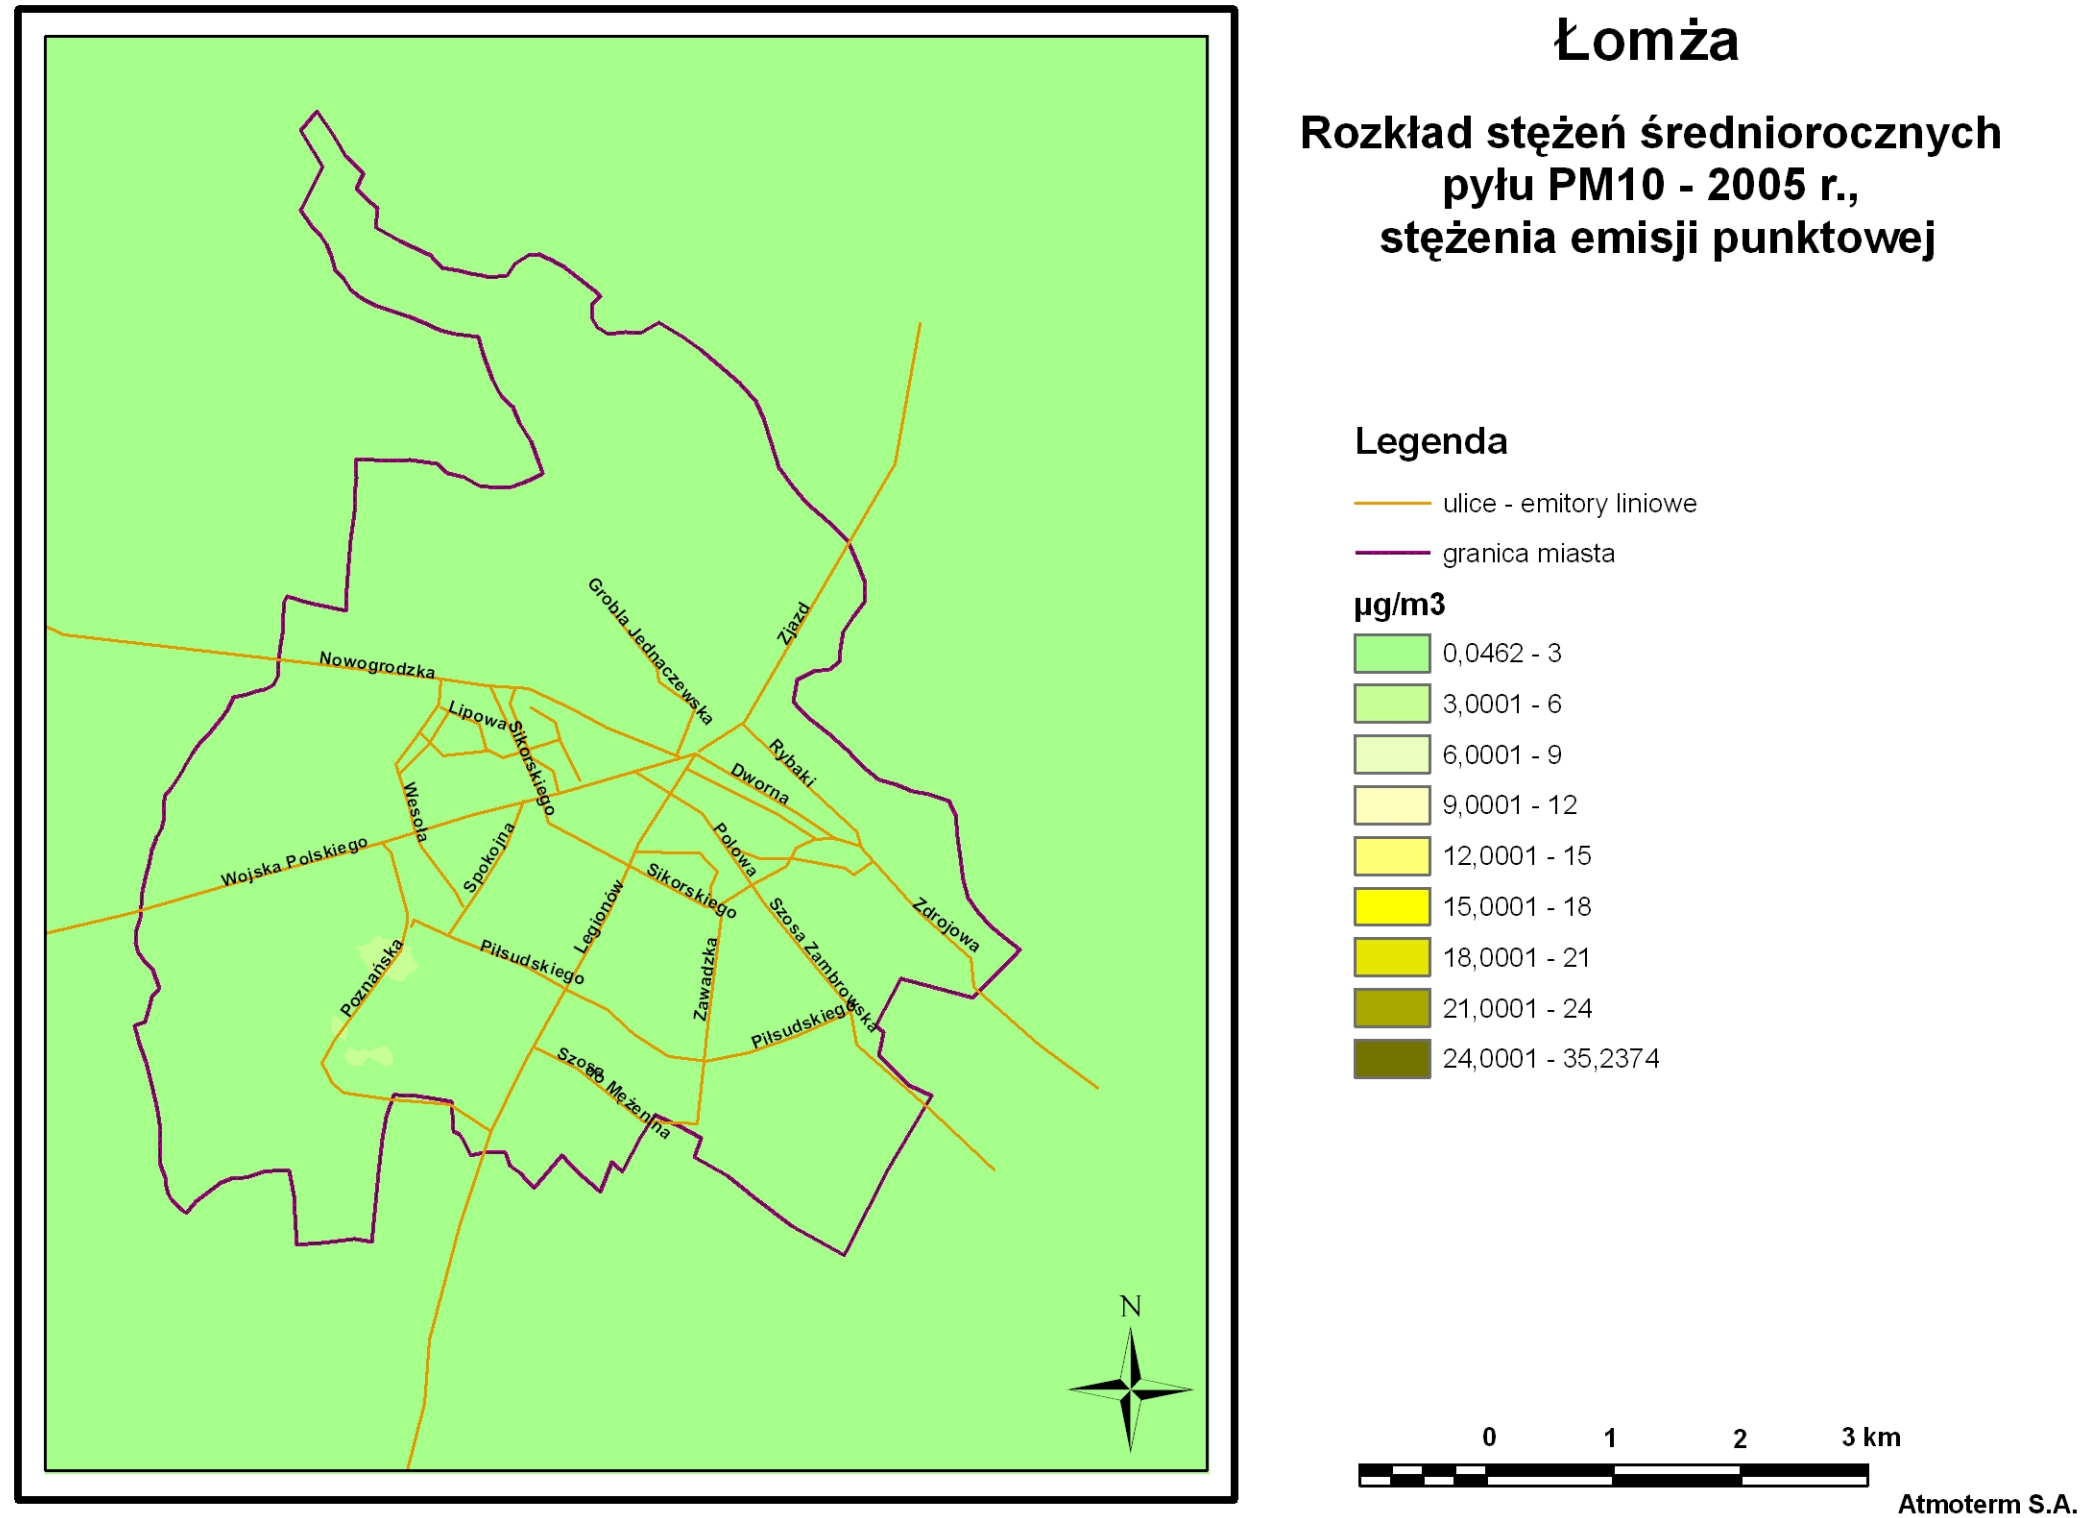 Łomża
Rozkład stężeń średniorocznych
pyłu PM10 - 2005 r.,
stężenia emisji punktowej
Legenda
ulice - emitory liniowe
granica miasta
µg/m3
0,0462 - 3
3,0001 - 6
6,0001 - 9
9,0001 - 12
12,0001 - 15
15,0001 - 18
18,0001 - 21
21,0001 - 24
24,0001 - 35,2374
Grobla Jednaczewska
Zjazd
Nowogrodzka
Lipowa
Sikorskiego
Rybaki
Dworna
Wesoła
Wojska Polskiego
Spokojna
Polowa
Sikorskiego
Legionów
Szosa Zambrowska
Zdrojowa
Poznańska
Piłsudskiego
Zawadzka
Piłsudskiego
Szosa
do Mężenina
N
0 1 2 3 km
Atmoterm S.A.